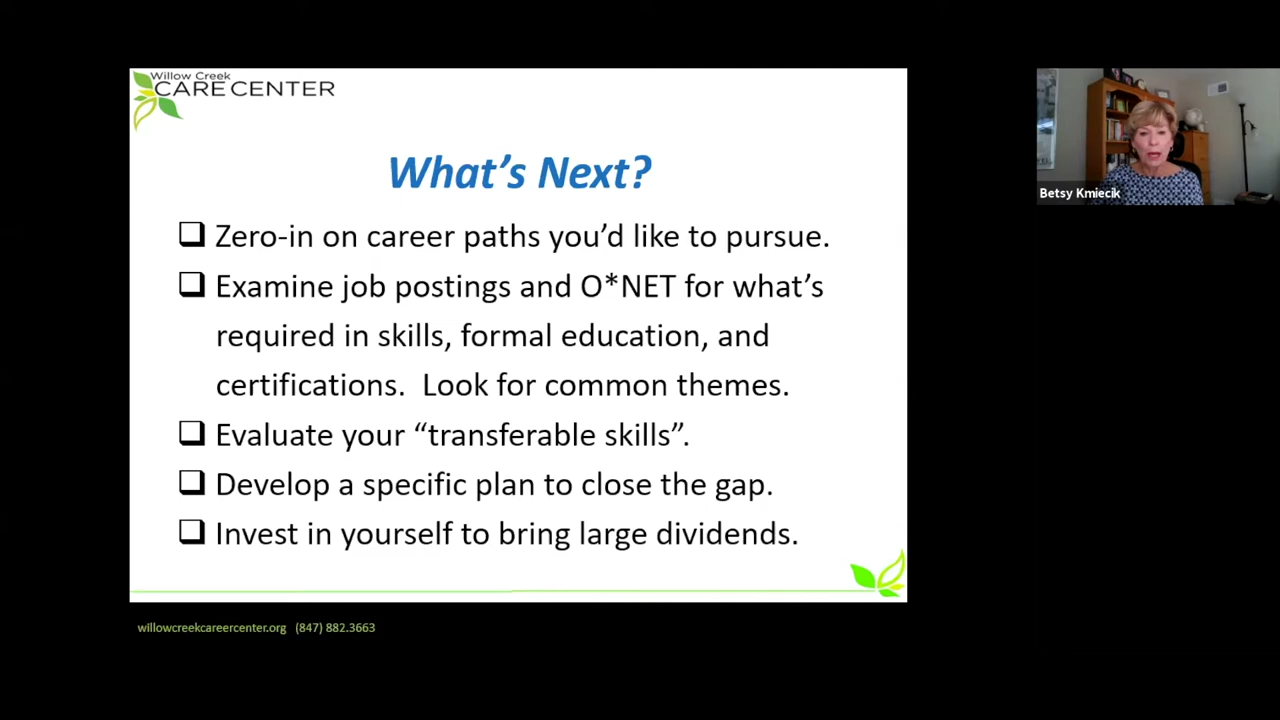 Willow Creek
CARE CENTER
What's Next?
❑ Zero-in on career paths you'd like to pursue.
❑ Examine job postings and O*NET for what's
required in skills, formal education, and
certifications.  Look for common themes.
❑ Evaluate your “transferable skills”.
❑ Develop a specific plan to close the gap.
❑ Invest in yourself to bring large dividends.
willowcreekcareercenter.org (847) 882.3663
Betsy Kmiecik